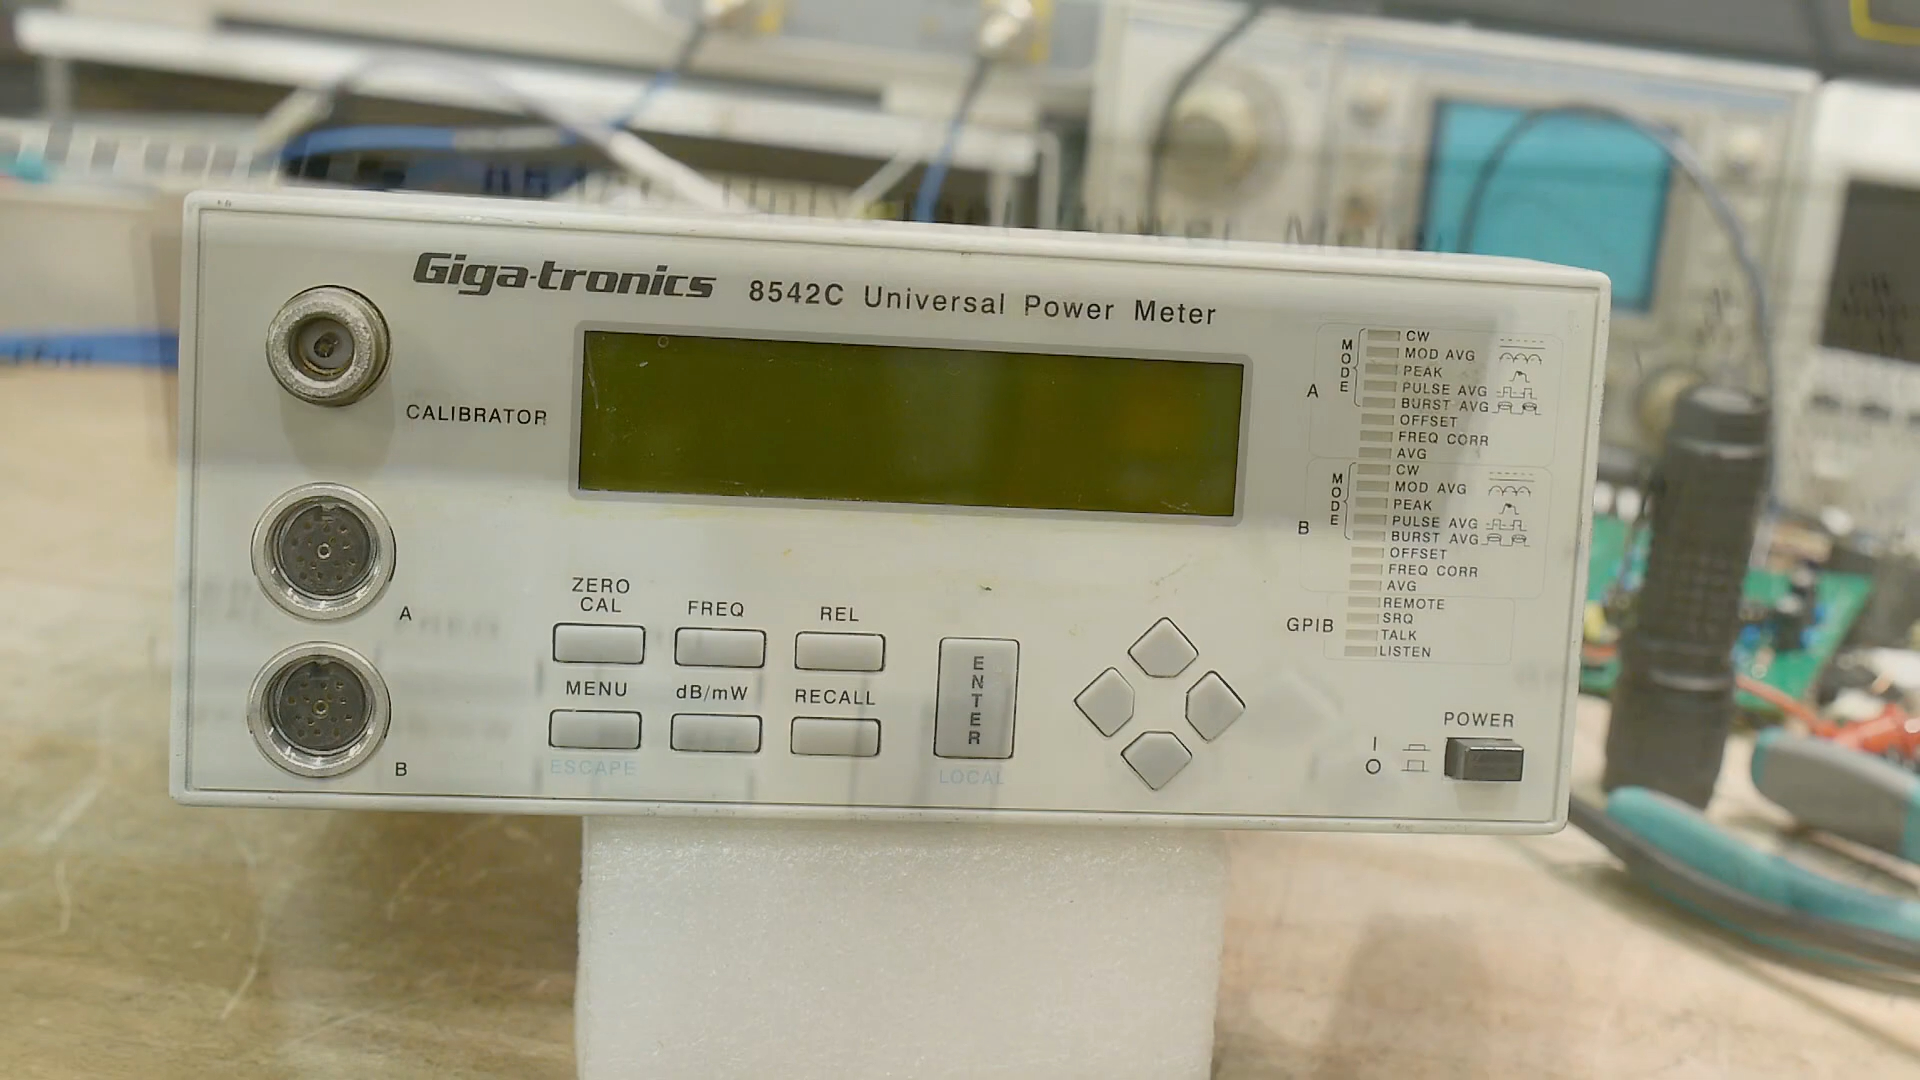 Giga-tronics 8542C Universal Power Meter
CALIBRATOR
A
B
ZERO
CAL
FREQ
REL
MENU
dB/mW
RECALL
ESCAPE
ENTER
LOCAL
A
MODE
CW
MOD AVG
PEAK
PULSE AVG
BURST AVG
OFFSET
FREQ CORR
AVG
B
MODE
CW
MOD AVG
PEAK
PULSE AVG
BURST AVG
OFFSET
FREQ CORR
AVG
GPIB
REMOTE
SRQ
TALK
LISTEN
POWER
I
O